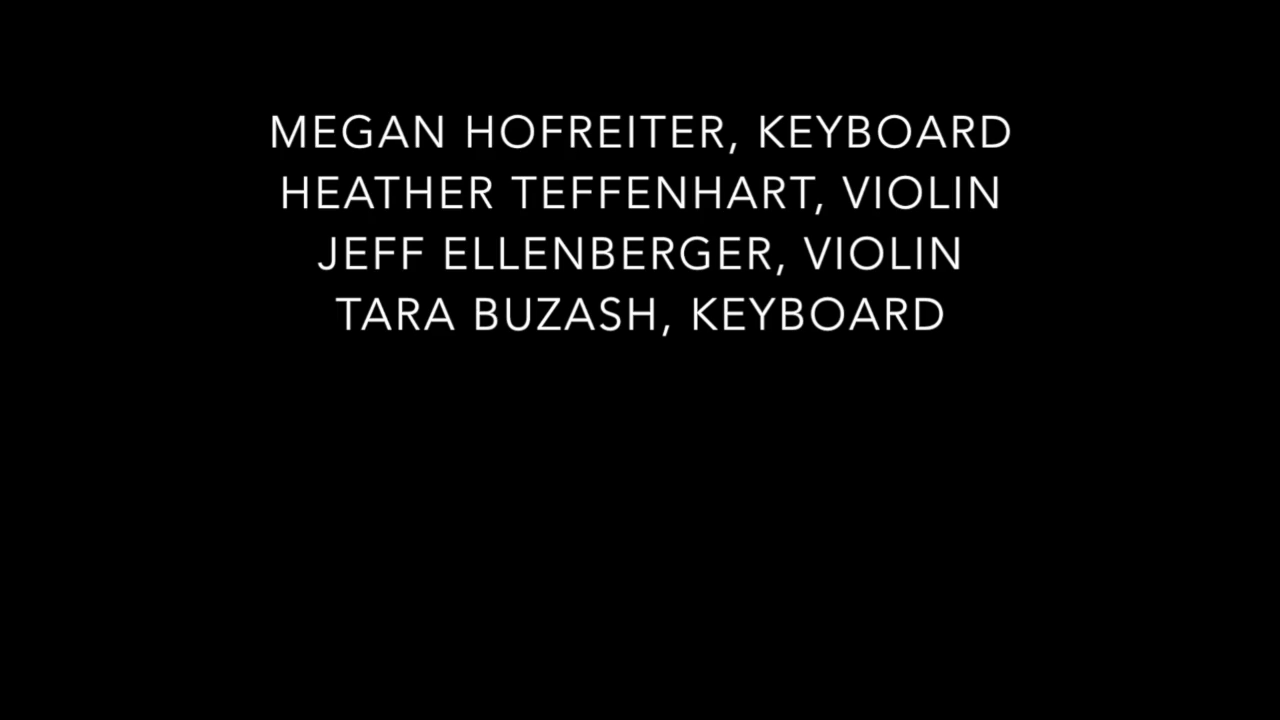 MEGAN HOFREITER, KEYBOARD
HEATHER TEFFENHART, VIOLIN
JEFF ELLENBERGER, VIOLIN
TARA BUZASH, KEYBOARD